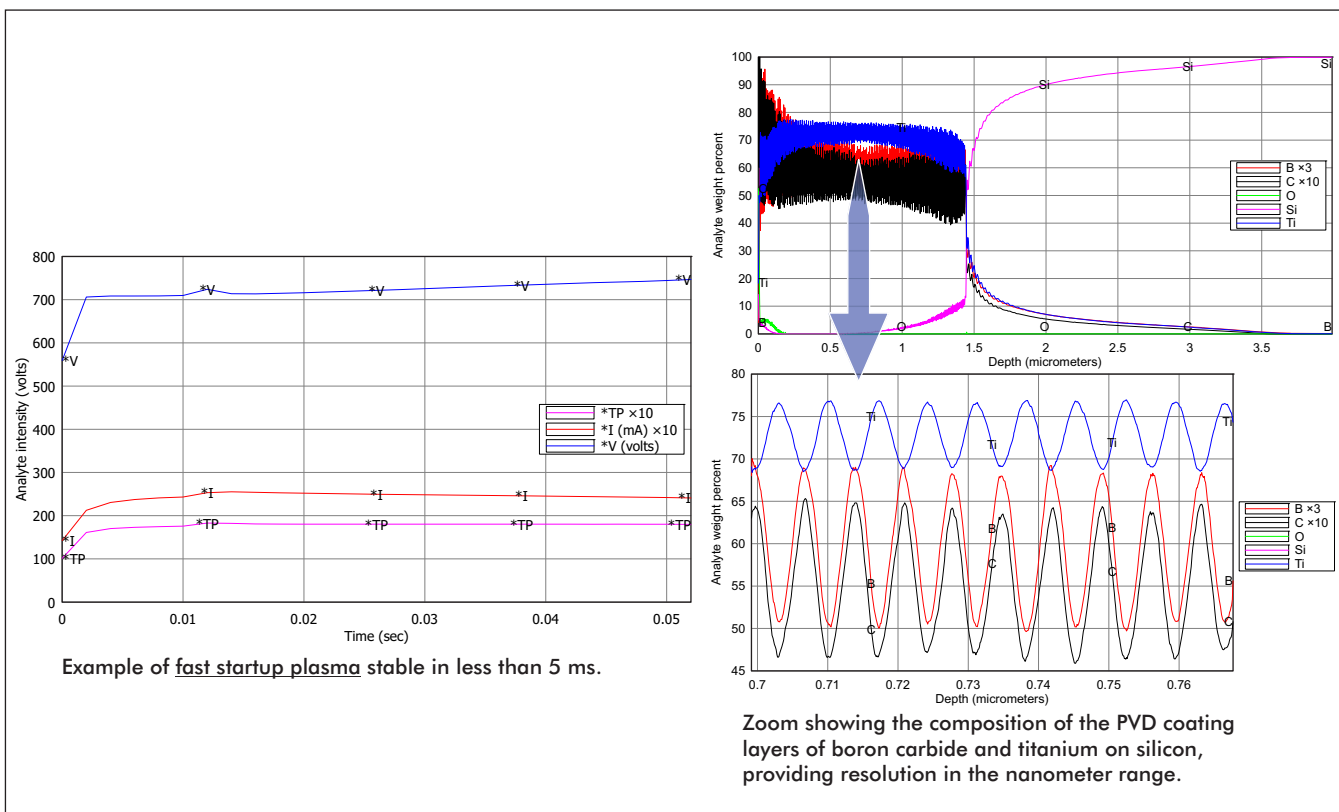 800
700
600
500
400
300
200
100
0
Analyte intensity (volts)
*V
*V
*V
*V
*V
*I
*I
*I
*I
*I
*TP
*TP
*TP
*TP
*TP
*TP ×10
*I (mA) ×10
*V (volts)
0 0.01 0.02 0.03 0.04 0.05
Time (sec)
Example of fast startup plasma stable in less than 5 ms.
100
90
80
70
60
50
40
30
20
10
0
Analyte weight percent
Si
Si
Si
Ti
C
Ti
B
O
O
C
B
B ×3
C ×10
O
Si
Ti
0 0.5 1 1.5 2 2.5 3 3.5
Depth (micrometers)
80
75
70
65
60
55
50
45
Analyte weight percent
Ti
Ti
Ti
Ti
B
B
B
B
C
C
C
C
B ×3
C ×10
O
Si
Ti
0.7 0.71 0.72 0.73 0.74 0.75 0.76
Depth (micrometers)
Zoom showing the composition of the PVD coating
layers of boron carbide and titanium on silicon,
providing resolution in the nanometer range.